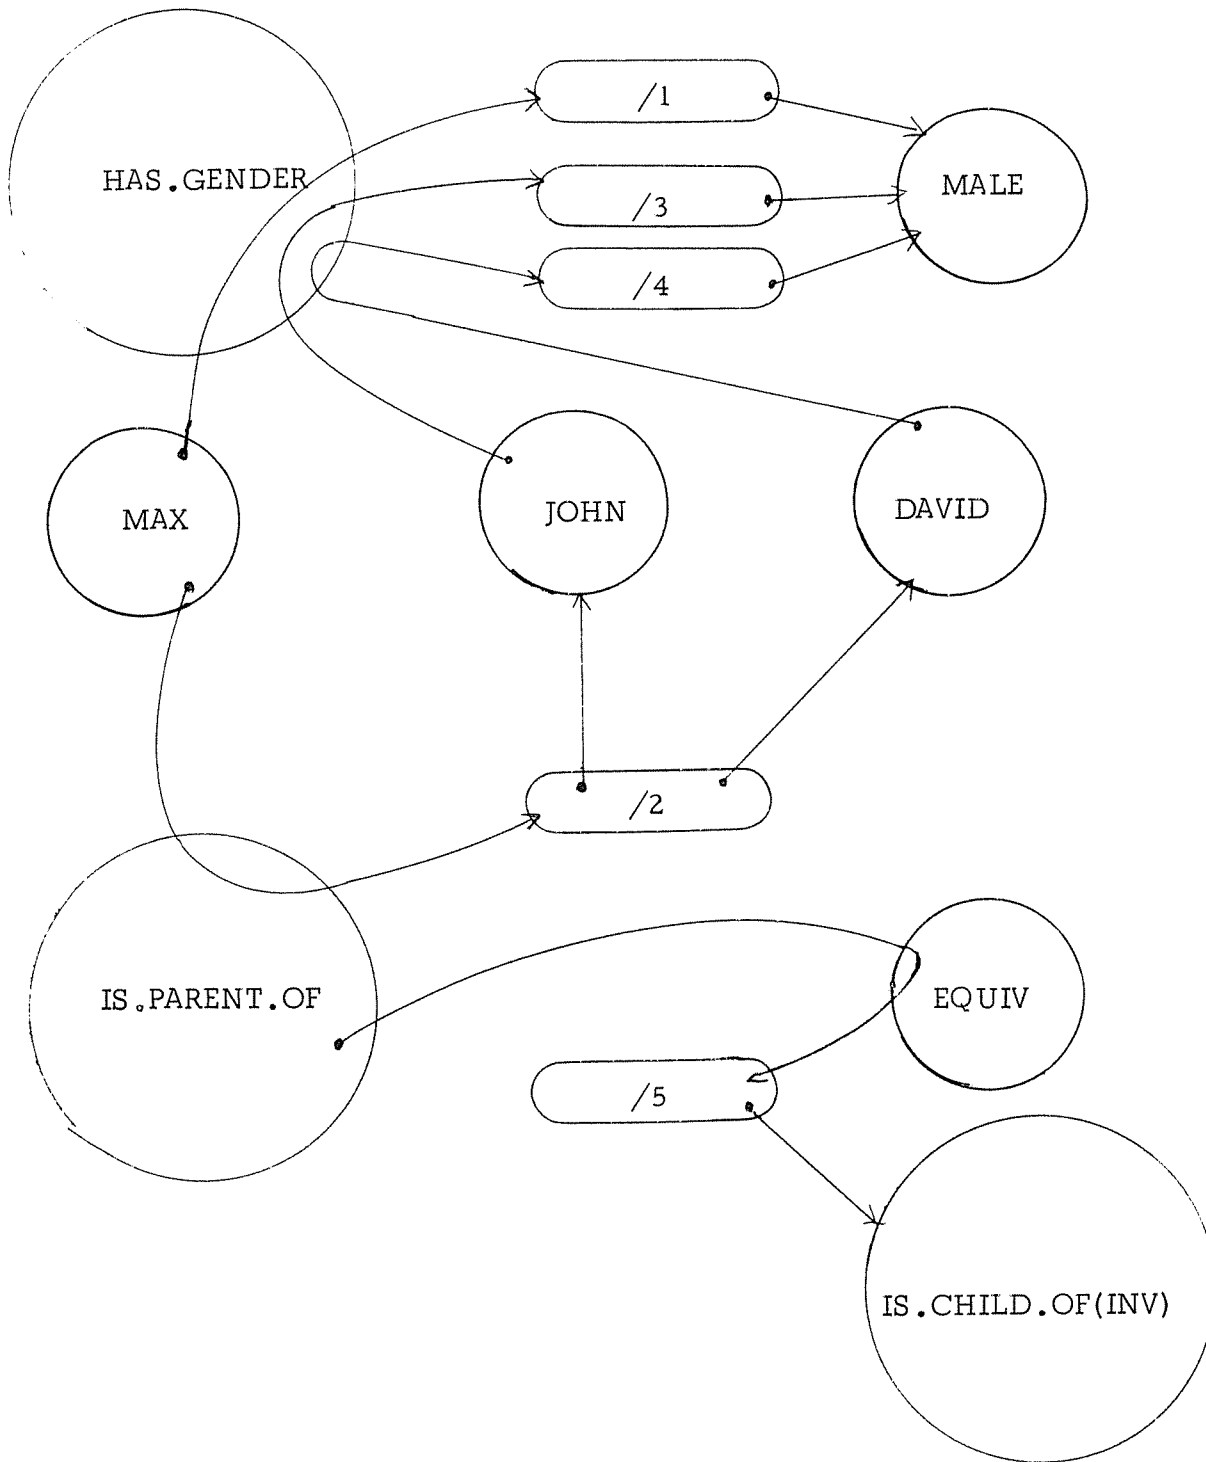 /1
HAS.GENDER
MALE
/3
/4
MAX
JOHN
DAVID
/2
IS.PARENT.OF
EQUIV
/5
IS.CHILD.OF(INV)